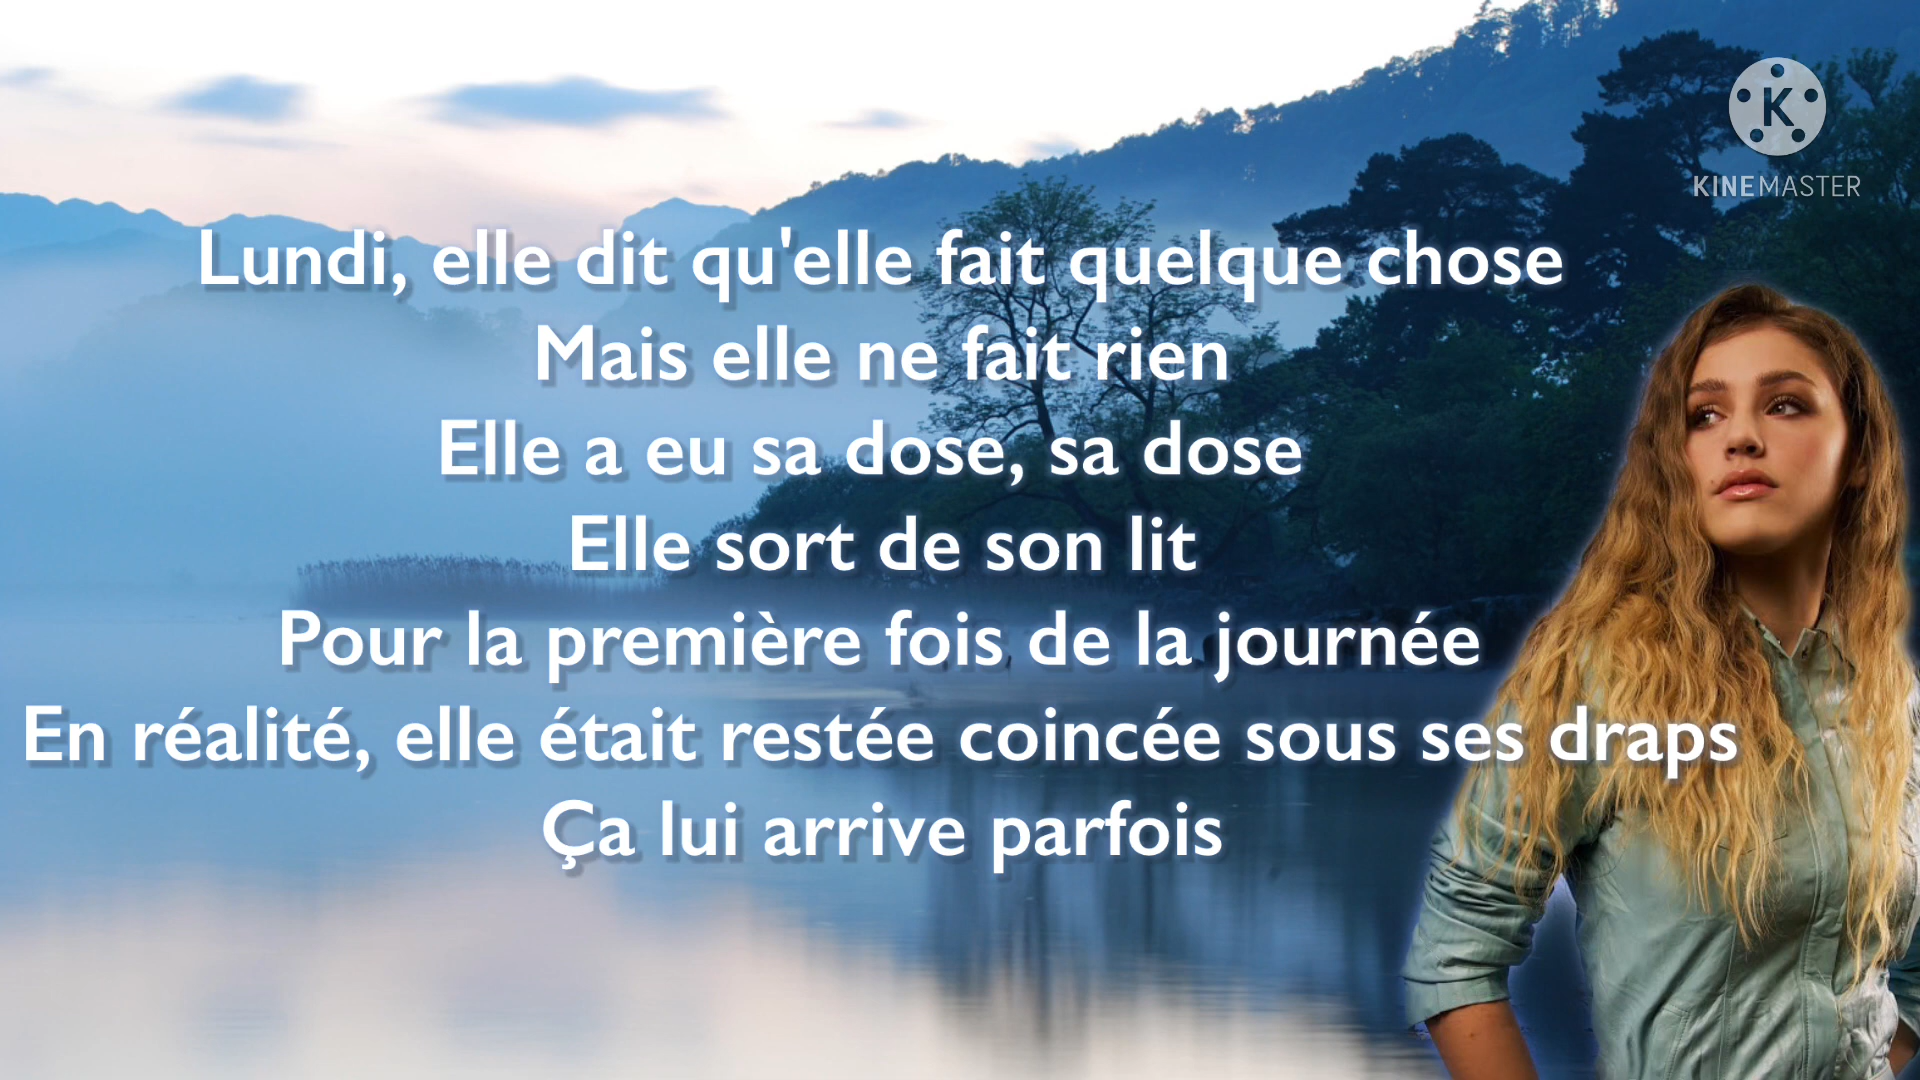 K
KINEMASTER
Lundi, elle dit qu'elle fait quelque chose
Mais elle ne fait rien
Elle a eu sa dose, sa dose
Elle sort de son lit
Pour la première fois de la journée
En réalité, elle était restée coincée sous ses draps
Ça lui arrive parfois